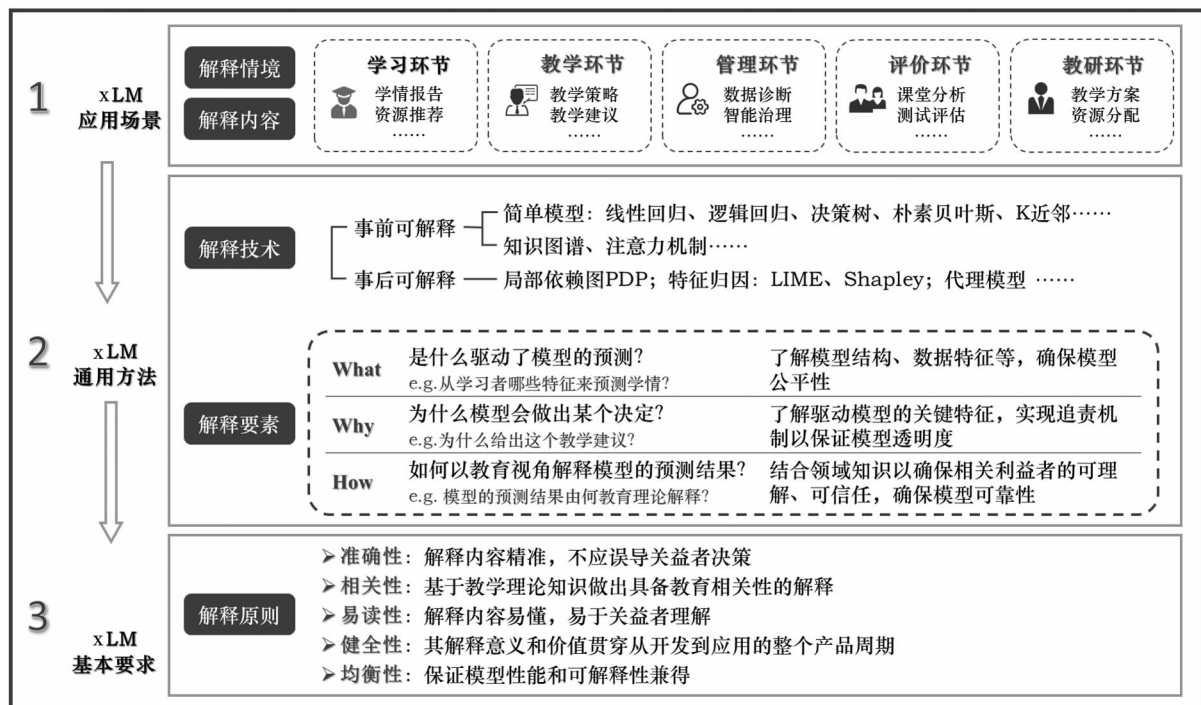 1
xLM
应用场景
解释情境
解释内容
学习环节
学情报告
资源推荐
……
教学环节
教学策略
教学建议
……
管理环节
数据诊断
智能治理
……
评价环节
课堂分析
测试评估
……
教研环节
教学方案
资源分配
……
2
xLM
通用方法
解释技术
事前可解释
简单模型：线性回归、逻辑回归、决策树、朴素贝叶斯、K近邻……
知识图谱、注意力机制……
事后可解释
局部依赖图PDP；特征归因：LIME、Shapley；代理模型 ……
解释要素
What
是什么驱动了模型的预测？
e.g.从学习者哪些特征来预测学情？
了解模型结构、数据特征等，确保模型
公平性
Why
为什么模型会做出某个决定？
e.g.为什么给出这个教学建议？
了解驱动模型的关键特征，实现追责机
制以保证模型透明度
How
如何以教育视角解释模型的预测结果？
e.g. 模型的预测结果由何教育理论解释？
结合领域知识以确保相关利益者的可理
解、可信任，确保模型可靠性
3
xLM
基本要求
解释原则
➢准确性：解释内容精准，不应误导关益者决策
➢相关性：基于教学理论知识做出具备教育相关性的解释
➢易读性：解释内容易懂，易于关益者理解
➢健全性：其解释意义和价值贯穿从开发到应用的整个产品周期
➢均衡性：保证模型性能和可解释性兼得